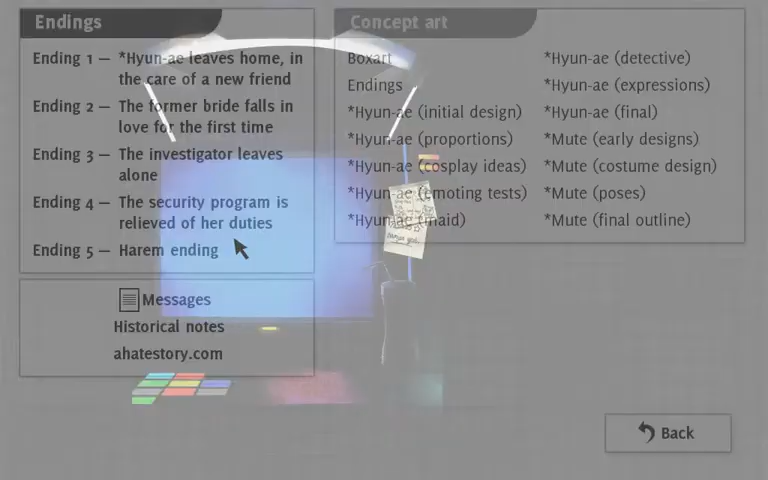 Endings
Ending 1 — *Hyun-ae leaves home, in
the care of a new friend
Ending 2 — The former bride falls in
love for the first time
Ending 3 — The investigator leaves
alone
Ending 4 — The security program is
relieved of her duties
Ending 5 — Harem ending
Messages
Historical notes
ahatestory.com
Concept art
Boxart
Endings
*Hyun-ae (initial design)
*Hyun-ae (proportions)
*Hyun-ae (cosplay ideas)
*Hyun-ae (emoting tests)
*Hyun-ae (maid)
*Hyun-ae (detective)
*Hyun-ae (expressions)
*Hyun-ae (final)
*Mute (early designs)
*Mute (costume design)
*Mute (poses)
*Mute (final outline)
Back